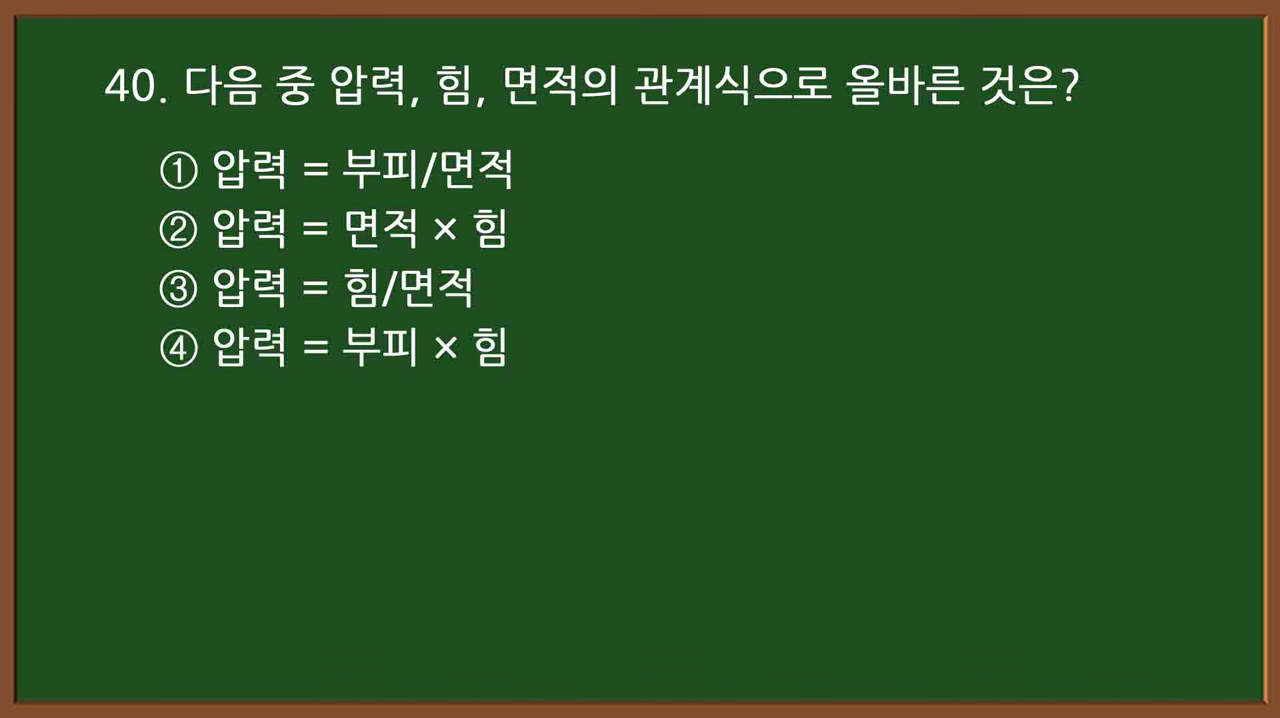 40. 다음 중 압력, 힘, 면적의 관계식으로 올바른 것은?
① 압력 = 부피/면적
② 압력 = 면적 × 힘
③ 압력 = 힘/면적
④ 압력 = 부피 × 힘